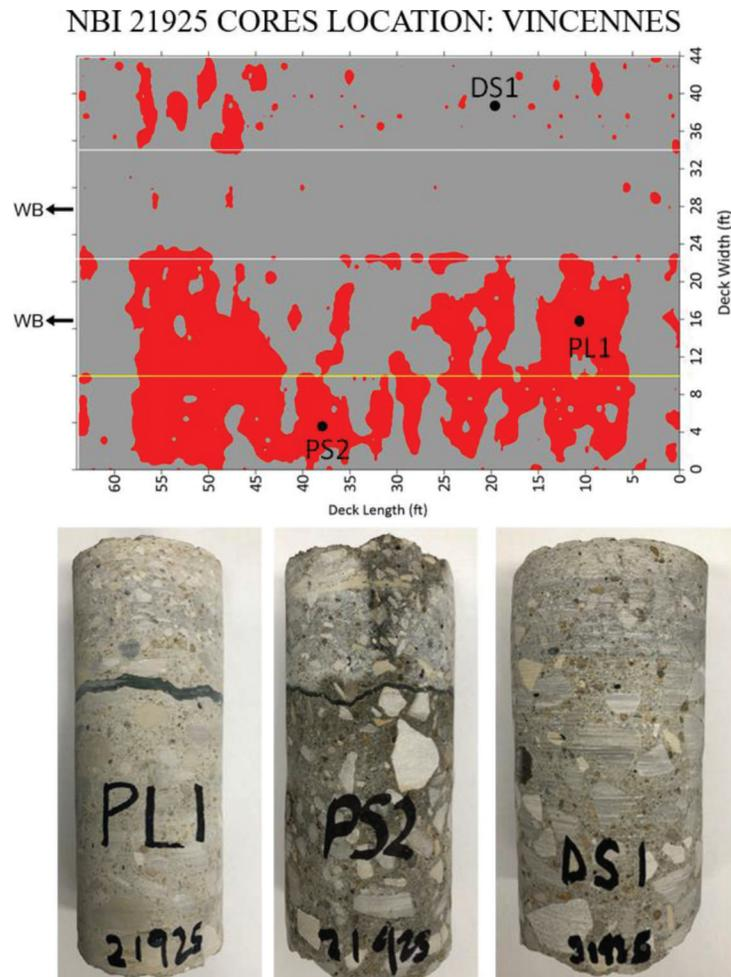 NBI 21925 CORES LOCATION: VINCENNES
44
40
36
32
28
24
20
16
12
8
4
0
Deck Width (ft)
DS1
WB
WB
PL1
PS2
60 55 50 45 40 35 30 25 20 15 10 5 0
Deck Length (ft)
PL1
21925
PS2
21925
DS1
21925